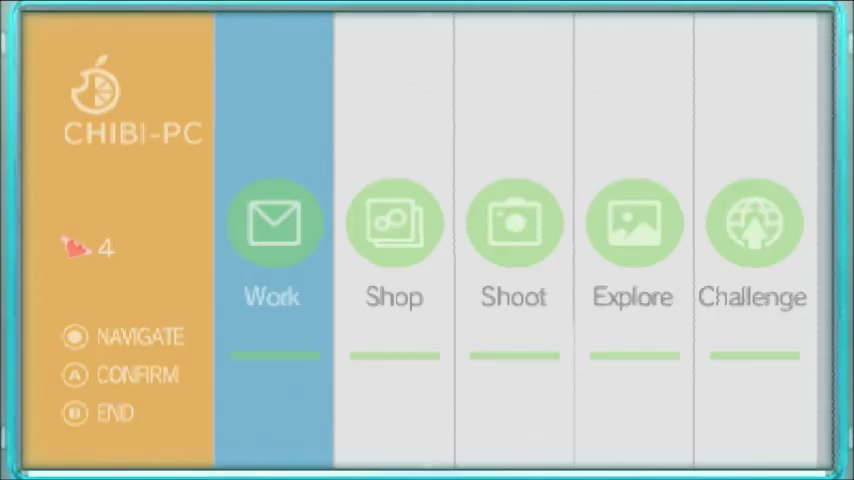 CHIBI-PC
4
NAVIGATE
A CONFIRM
B END
Work
Shop
Shoot
Explore
Challenge